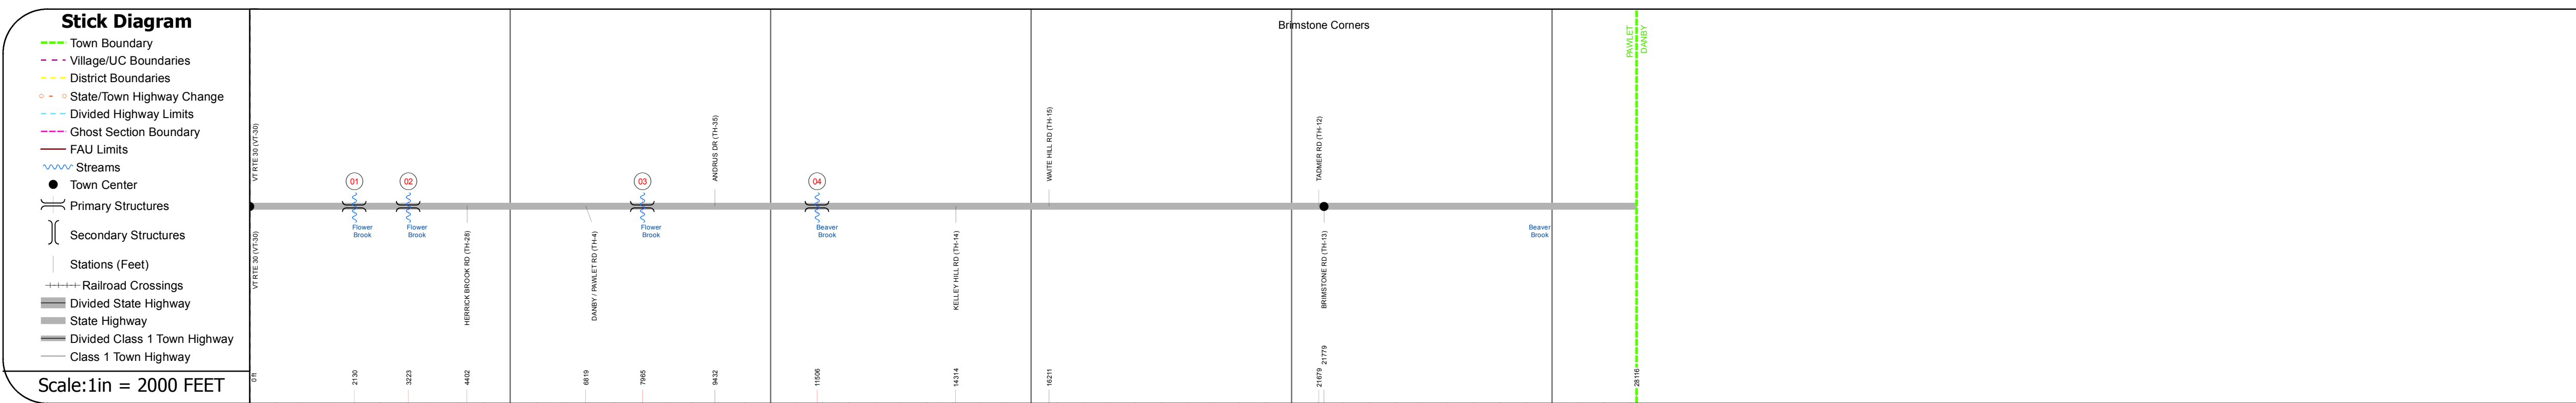 Stick Diagram
Town Boundary
Village/UC Boundaries
District Boundaries
State/Town Highway Change
Divided Highway Limits
Ghost Section Boundary
FAU Limits
Streams
Town Center
Primary Structures
Secondary Structures
Stations (Feet)
Railroad Crossings
Divided State Highway
State Highway
Divided Class 1 Town Highway
Class 1 Town Highway
Scale:1in = 2000 FEET
Brimstone Corners
PAWLET
DANBY
VT RTE 30 (VT-30)
ANDRUS DR (TH-35)
WAITE HILL RD (TH-15)
TADMER RD (TH-12)
01
02
03
04
Flower
Brook
Flower
Brook
Flower
Brook
Beaver
Brook
Beaver
Brook
VT RTE 30 (VT-30)
HERRICK BROOK RD (TH-28)
DANBY / PAWLET RD (TH-4)
KELLEY HILL RD (TH-14)
BRIMSTONE RD (TH-13)
0 ft
2130
3223
4402
6819
7965
9432
11506
14314
16211
21679
21779
28116